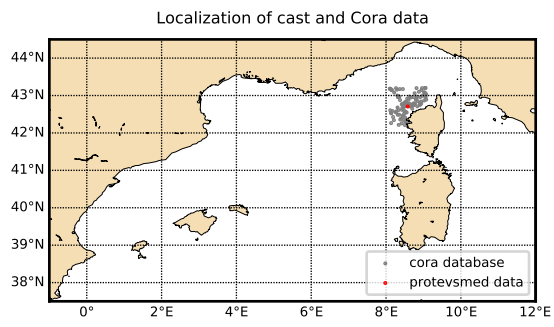 Localization of cast and Cora data
44°N
43°N
42°N
41°N
40°N
39°N
38°N
cora database
protevsmed data
0° 2°E 4°E 6°E 8°E 10°E 12°E